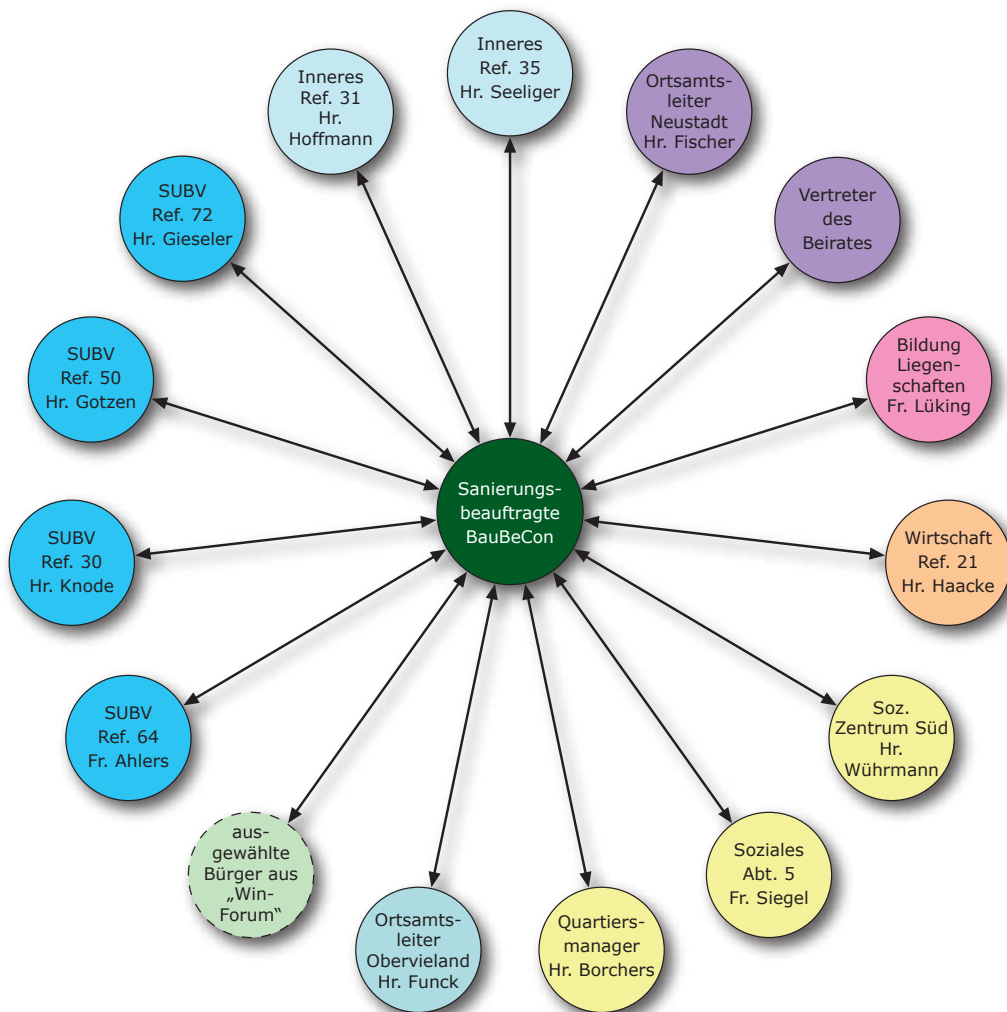 Inneres
Ref. 35
Hr. Seeliger
Ortsamts-
leiter
Neustadt
Hr. Fischer
Vertreter
des
Beirates
Bildung
Liegen-
schaften
Fr. Lüking
Wirtschaft
Ref. 21
Hr. Haacke
Soz.
Zentrum Süd
Hr.
Wührmann
Soziales
Abt. 5
Fr. Siegel
Quartiers-
manager
Hr. Borchers
Ortsamts-
leiter
Obervieland
Hr. Funck
aus-
gewählte
Bürger aus
„Win-
Forum“
SUBV
Ref. 64
Fr. Ahlers
SUBV
Ref. 30
Hr. Knode
SUBV
Ref. 50
Hr. Gotzen
SUBV
Ref. 72
Hr. Gieseler
Inneres
Ref. 31
Hr.
Hoffmann
Sanierungs-
beauftragte
BauBeCon